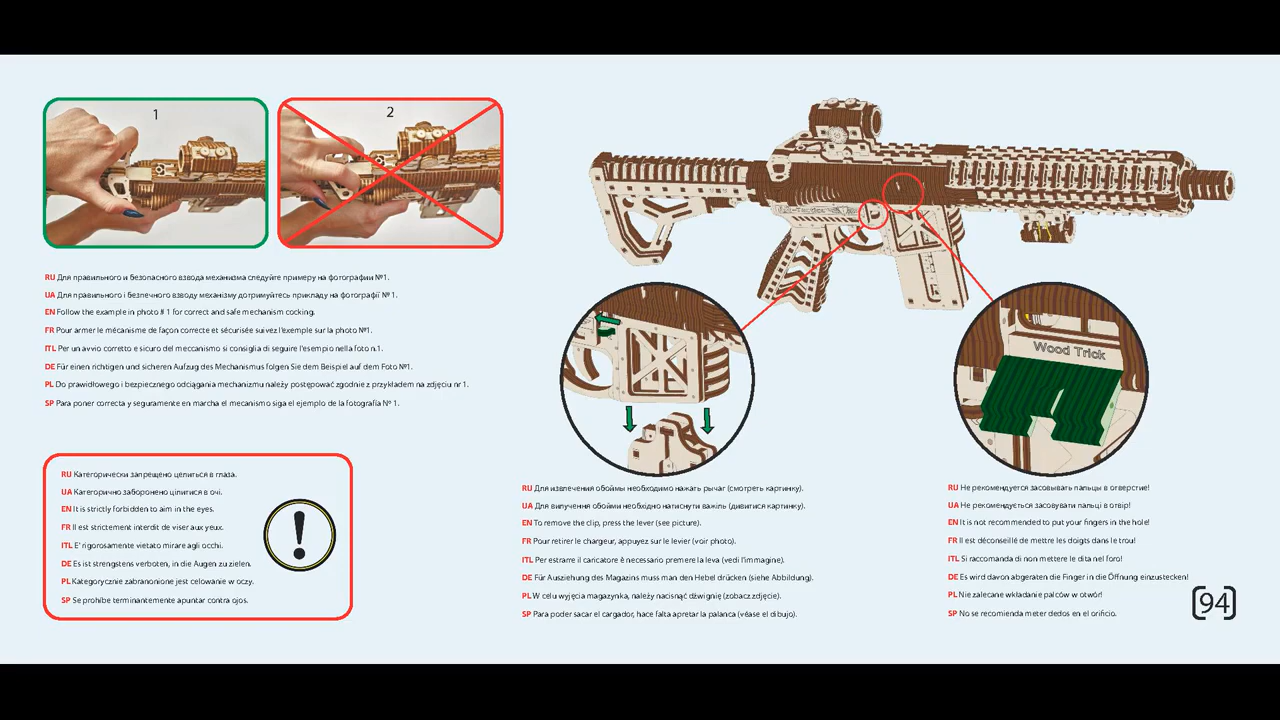 1
2
RU Для правильного и безопасного взвода механизма следуйте примеру на фотографии №1.
UA Для правильного і безпечного взводу механізму дотримуйтесь прикладу на фотографії № 1.
EN Follow the example in photo # 1 for correct and safe mechanism cocking.
FR Pour armer le mécanisme de façon correcte et sécurisée suivez l'exemple sur la photo №1.
ITL Per un avvio corretto e sicuro del meccanismo si consiglia di seguire l'esempio nella foto n.1.
DE Für einen richtigen und sicheren Aufzug des Mechanismus folgen Sie dem Beispiel auf dem Foto №1.
PL Do prawidłowego i bezpiecznego odciągania mechanizmu należy postępować zgodnie z przykładem na zdjęciu nr 1.
SP Para poner correcta y seguramente en marcha el mecanismo siga el ejemplo de la fotografía Nº 1.
RU Категорически запрещено целиться в глаза.
UA Категорично заборонено цілитися в очі.
EN It is strictly forbidden to aim in the eyes.
FR Il est strictement interdit de viser aux yeux.
ITL E' rigorosamente vietato mirare agli occhi.
DE Es ist strengstens verboten, in die Augen zu zielen.
PL Kategorycznie zabranonione jest celowanie w oczy.
SP Se prohíbe terminantemente apuntar contra ojos.
!
RU Для извлечения обоймы необходимо нажать рычаг (смотреть картинку).
UA Для вилучення обойми необхідно натиснути важіль (дивитися картинку).
EN To remove the clip, press the lever (see picture).
FR Pour retirer le chargeur, appuyez sur le levier (voir photo).
ITL Per estrarre il caricatore è necessario premere la leva (vedi l'immagine).
DE Für Ausziehung des Magazins muss man den Hebel drücken (siehe Abbildung).
PL W celu wyjęcia magazynka, należy nacisnąć dźwignię (zobacz zdjęcie).
SP Para poder sacar el cargador, hace falta apretar la palanca (véase el dibujo).
Wood Trick
RU Не рекомендуется засовывать пальцы в отверстие!
UA Не рекомендується засовувати пальці в отвір!
EN It is not recommended to put your fingers in the hole!
FR Il est déconseillé de mettre les doigts dans le trou!
ITL Si raccomanda di non mettere le dita nel foro!
DE Es wird davon abgeraten die Finger in die Öffnung einzustecken!
PL Nie zalecane wkładanie palców w otwór!
SP No se recomienda meter dedos en el orificio.
[94]